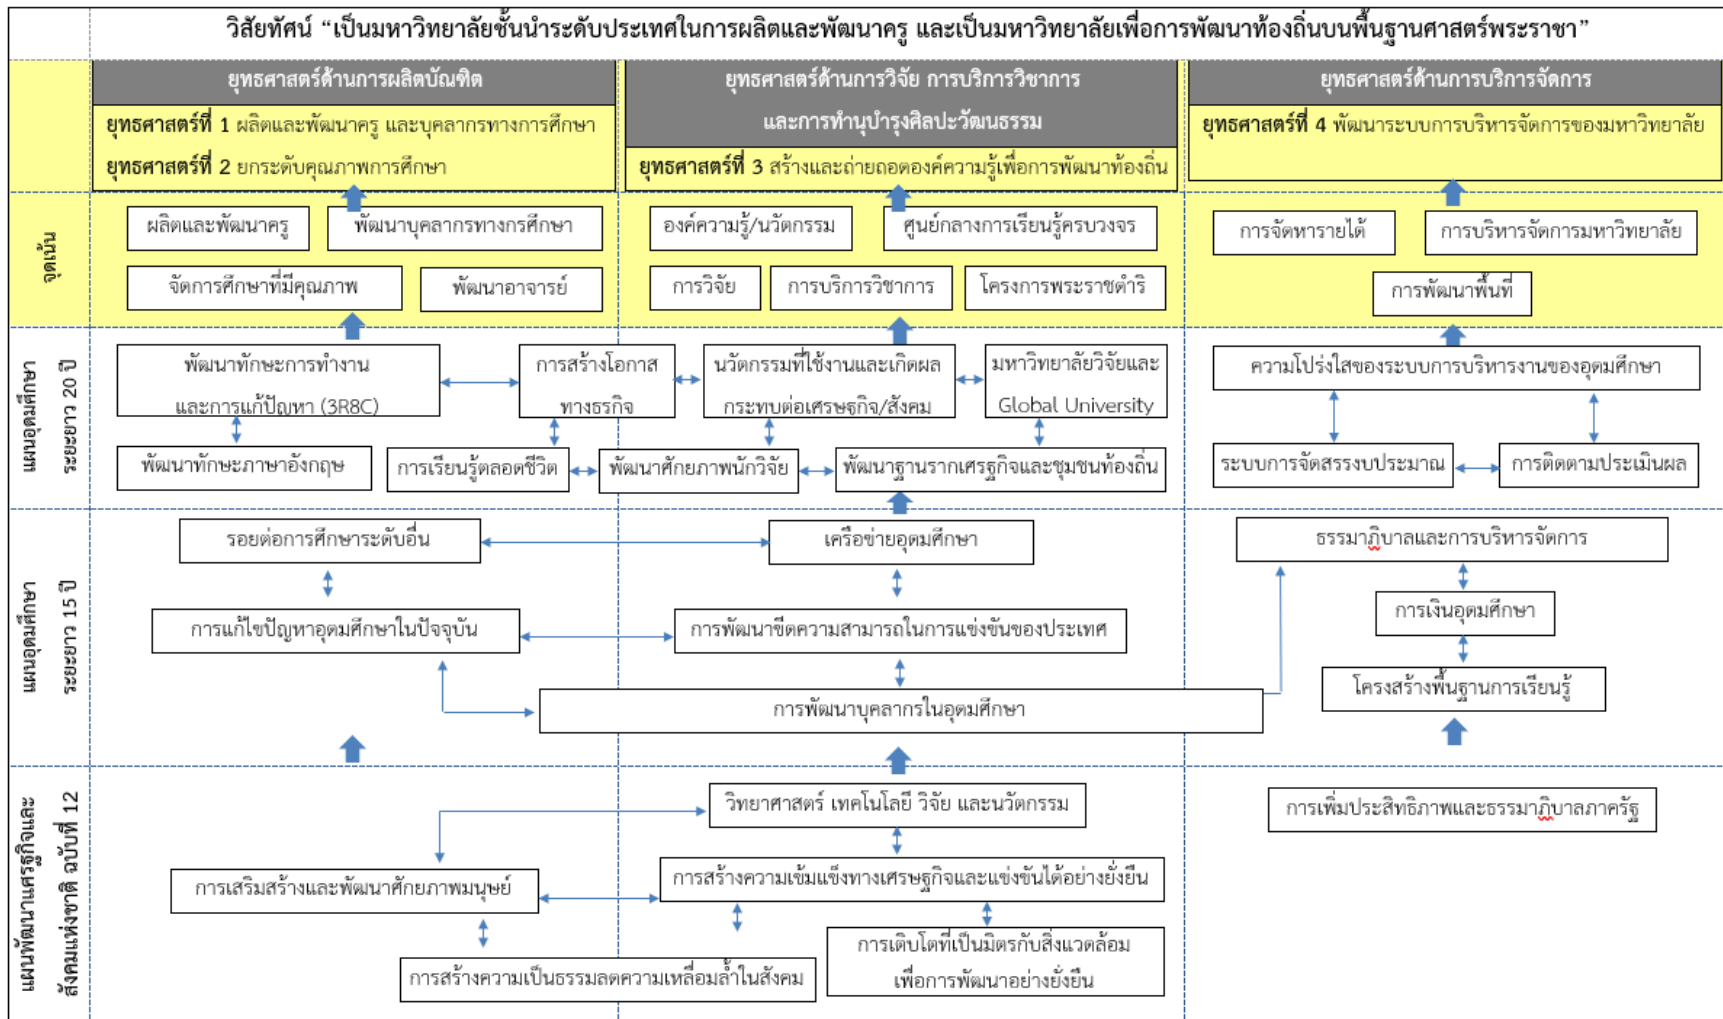 วิสัยทัศน์ “เป็นมหาวิทยาลัยชั้นนำระดับประเทศในการผลิตและพัฒนาครู และเป็นมหาวิทยาลัยเพื่อการพัฒนาท้องถิ่นบนพื้นฐานศาสตร์พระราชา”
ยุทธศาสตร์ด้านการผลิตบัณฑิต
ยุทธศาสตร์ที่ 1 ผลิตและพัฒนาครู และบุคลากรทางการศึกษา
ยุทธศาสตร์ที่ 2 ยกระดับคุณภาพการศึกษา
ยุทธศาสตร์ด้านการวิจัย การบริการวิชาการ
และการทำนุบำรุงศิลปะวัฒนธรรม
ยุทธศาสตร์ที่ 3 สร้างและถ่ายถอดองค์ความรู้เพื่อการพัฒนาท้องถิ่น
ยุทธศาสตร์ด้านการบริการจัดการ
ยุทธศาสตร์ที่ 4 พัฒนาระบบการบริหารจัดการของมหาวิทยาลัย
จุดเน้น
ผลิตและพัฒนาครู
พัฒนาบุคลากรทางกรศึกษา
จัดการศึกษาที่มีคุณภาพ
พัฒนาอาจารย์
องค์ความรู้/นวัตกรรม
ศูนย์กลางการเรียนรู้ครบวงจร
การวิจัย
การบริการวิชาการ
โครงการพระราชดำริ
การจัดหารายได้
การบริหารจัดการมหาวิทยาลัย
การพัฒนาพื้นที่
แผนอุดมศึกษา
ระยะยาว 20 ปี
พัฒนาทักษะการทำงาน
และการแก้ปัญหา (3R8C)
การสร้างโอกาส
ทางธรกิจ
นวัตกรรมที่ใช้งานและเกิดผล
กระทบต่อเศรษฐกิจ/สังคม
มหาวิทยาลัยวิจัยและ
Global University
ความโปร่งใสของระบบการบริหารงานของอุดมศึกษา
พัฒนาทักษะภาษาอังกฤษ
การเรียนรู้ตลอดชีวิต
พัฒนาศักยภาพนักวิจัย
พัฒนาฐานรากเศรฐกิจและชุมชนท้องถิ่น
ระบบการจัดสรรงบประมาณ
การติดตามประเมินผล
แผนอุดมศึกษา
ระยะยาว 15 ปี
รอยต่อการศึกษาระดับอื่น
เครือข่ายอุดมศึกษา
ธรรมาภิบาลและการบริหารจัดการ
การแก้ไขปัญหาอุดมศึกษาในปัจจุบัน
การพัฒนาขีดความสามารถในการแข่งขันของประเทศ
การเงินอุดมศึกษา
การพัฒนาบุคลากรในอุดมศึกษา
โครงสร้างพื้นฐานการเรียนรู้
แผนพัฒนาเศรฐกิจและ
สังคมแห่งชาติ ฉบับที่ 12
วิทยาศาสตร์ เทคโนโลยี วิจัย และนวัตกรรม
การเพิ่มประสิทธิภาพและธรรมาภิบาลภาครัฐ
การเสริมสร้างและพัฒนาศักยภาพมนุษย์
การสร้างความเข้มแข็งทางเศรษฐกิจและแข่งขันได้อย่างยั่งยืน
การสร้างความเป็นธรรมลดความเหลื่อมล้ำในสังคม
การเติบโตที่เป็นมิตรกับสิ่งแวดล้อม
เพื่อการพัฒนาอย่างยั่งยืน